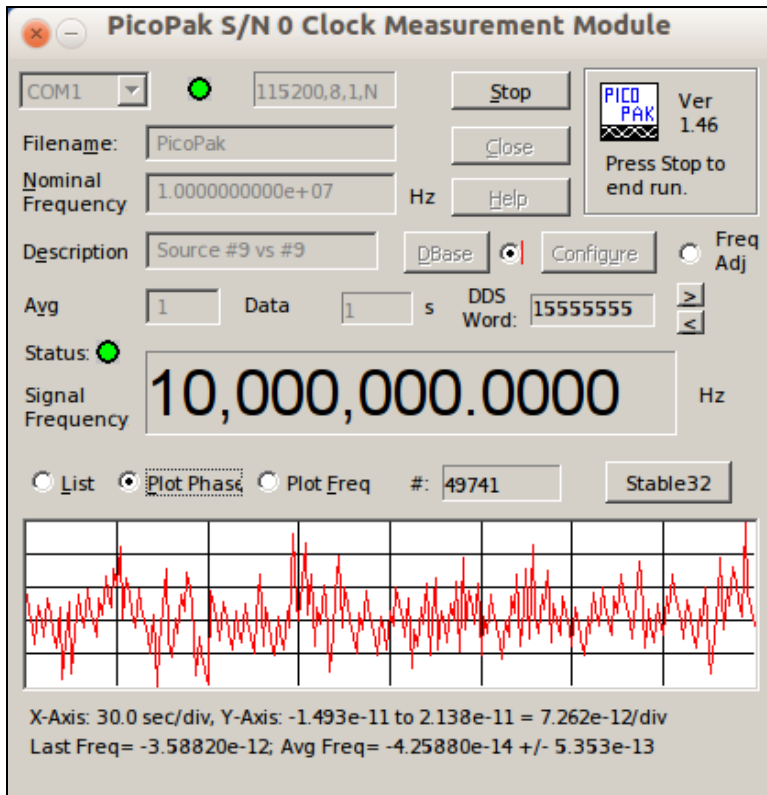 PicoPak S/N 0 Clock Measurement Module
COM1
115200,8,1,N
Stop
PICO PAK
Ver 1.46
Filename:
PicoPak
Close
Press Stop to end run.
Nominal Frequency
1.0000000000e+07
Hz
Help
Description
Source #9 vs #9
DBase
Configure
Freq Adj
Avg
1
Data
1
s
DDS Word:
15555555
>
<
Status:
Signal Frequency
10,000,000.0000
Hz
List
Plot Phase
Plot Freq
#:
49741
Stable32
X-Axis: 30.0 sec/div, Y-Axis: -1.493e-11 to 2.138e-11 = 7.262e-12/div
Last Freq= -3.58820e-12; Avg Freq= -4.25880e-14 +/- 5.353e-13